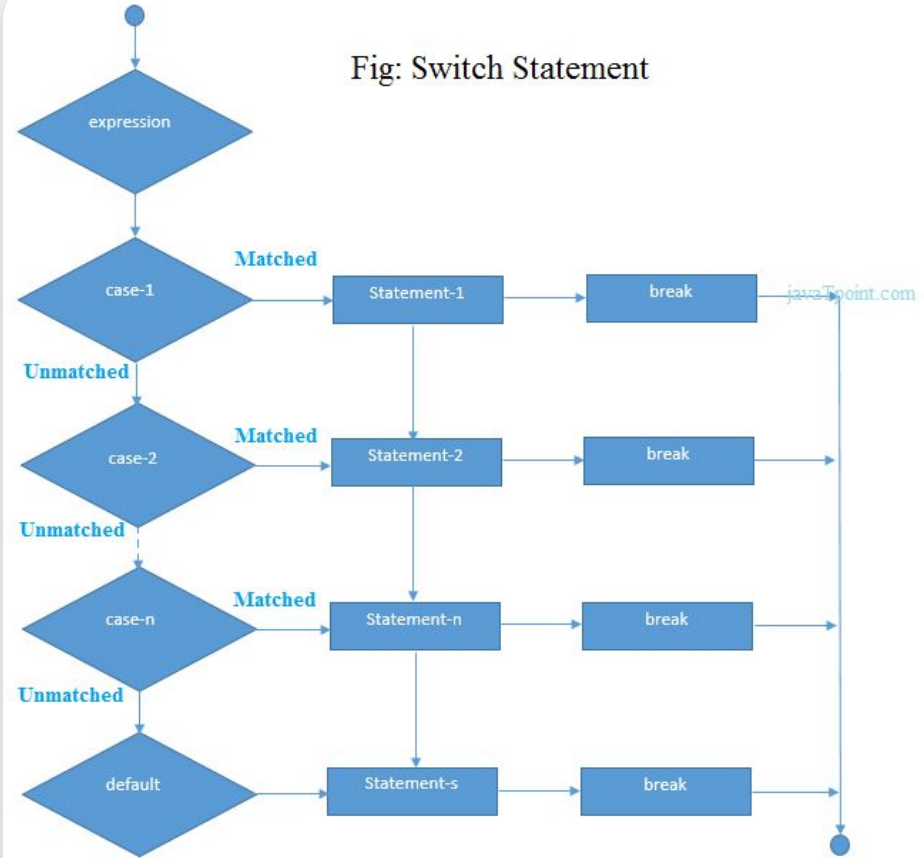 Fig: Switch Statement
expression
case-1
Matched
Statement-1
break
javaTpoint.com
Unmatched
case-2
Matched
Statement-2
break
Unmatched
case-n
Matched
Statement-n
break
Unmatched
default
Statement-s
break